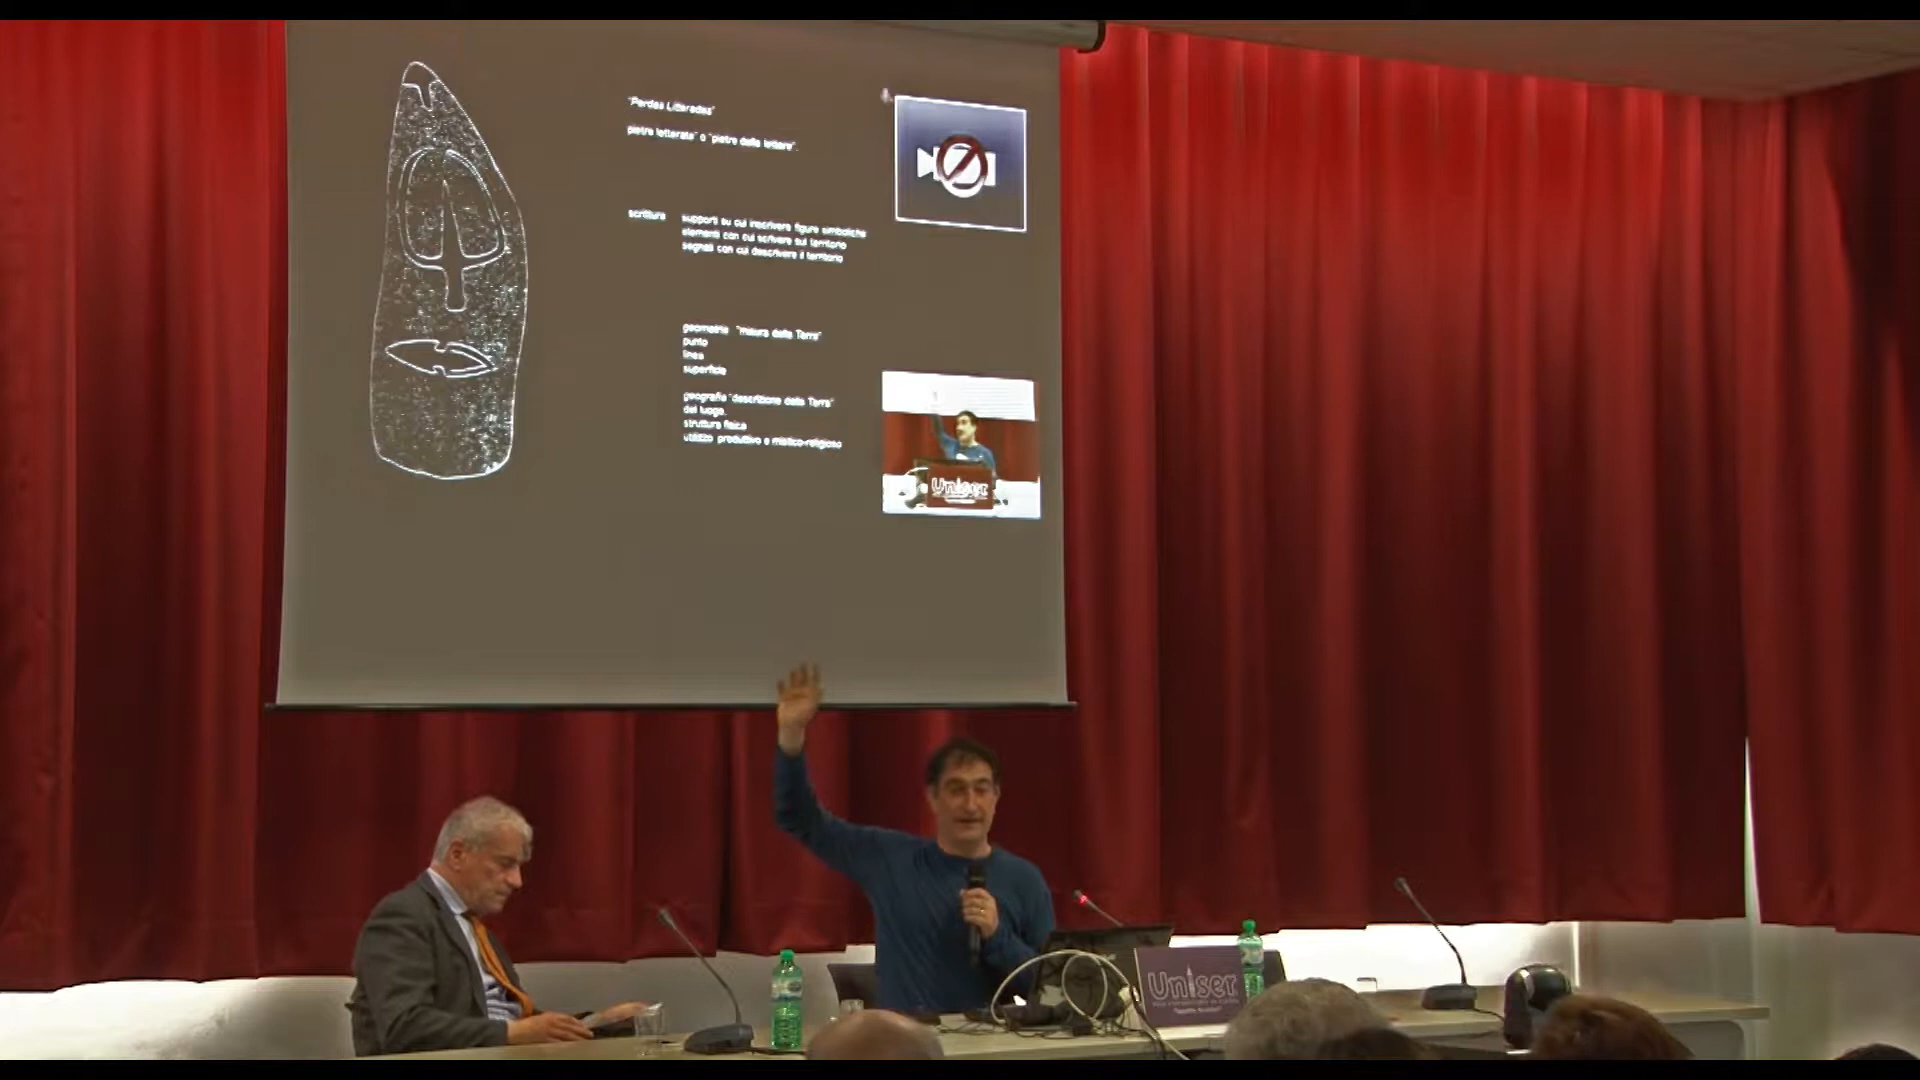 "Perdas Litteradas"
pietre letterate" o "pietre delle lettere".
scrittura supporti su cui inscrivere figure simboliche
elementi con cui scrivere sul territorio
segnali con cui descrivere il territorio
geometria "misura della Terra"
punto
linea
superficie
geografia "descrizione della Terra"
del luogo.
struttura fisica
utilizzo produttivo e mistico-religioso
Uniser
Uniser